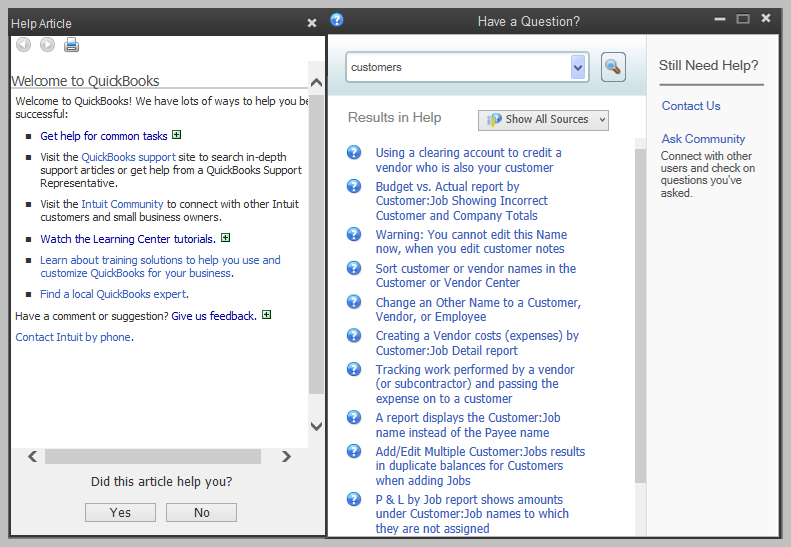 Help Article
Welcome to QuickBooks
Welcome to QuickBooks! We have lots of ways to help you be
successful:
Get help for common tasks
Visit the QuickBooks support site to search in-depth
support articles or get help from a QuickBooks Support
Representative.
Visit the Intuit Community to connect with other Intuit
customers and small business owners.
Watch the Learning Center tutorials.
Learn about training solutions to help you use and
customize QuickBooks for your business.
Find a local QuickBooks expert.
Have a comment or suggestion? Give us feedback.
Contact Intuit by phone.
Did this article help you?
Yes
No
Have a Question?
customers
Results in Help
Show All Sources
Using a clearing account to credit a
vendor who is also your customer
Budget vs. Actual report by
Customer:Job Showing Incorrect
Customer and Company Totals
Warning: You cannot edit this Name
now, when you edit customer notes
Sort customer or vendor names in the
Customer or Vendor Center
Change an Other Name to a Customer,
Vendor, or Employee
Creating a Vendor costs (expenses) by
Customer:Job Detail report
Tracking work performed by a vendor
(or subcontractor) and passing the
expense on to a customer
A report displays the Customer:Job
name instead of the Payee name
Add/Edit Multiple Customer:Jobs results
in duplicate balances for Customers
when adding Jobs
P & L by Job report shows amounts
under Customer:Job names to which
they are not assigned
Still Need Help?
Contact Us
Ask Community
Connect with other
users and check on
questions you've
asked.